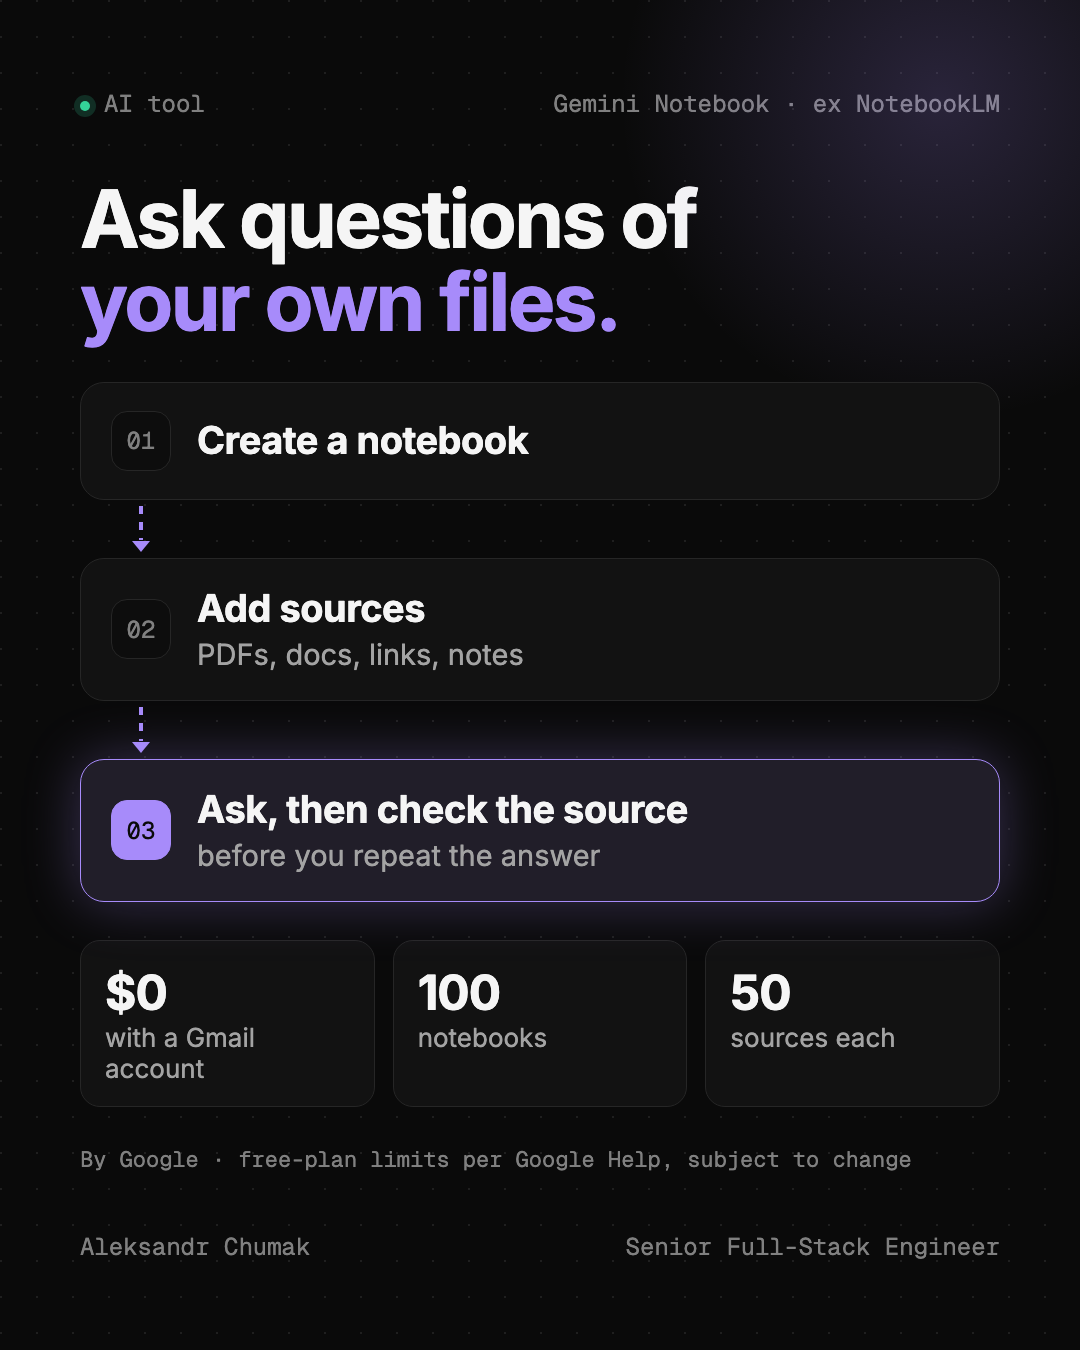 AI tool
Gemini Notebook · ex NotebookLM
Ask questions of
your own files.
01
Create a notebook
02
Add sources
PDFs, docs, links, notes
03
Ask, then check the source
before you repeat the answer
$0
with a Gmail
account
100
notebooks
50
sources each
By Google · free-plan limits per Google Help, subject to change
Aleksandr Chumak
Senior Full-Stack Engineer